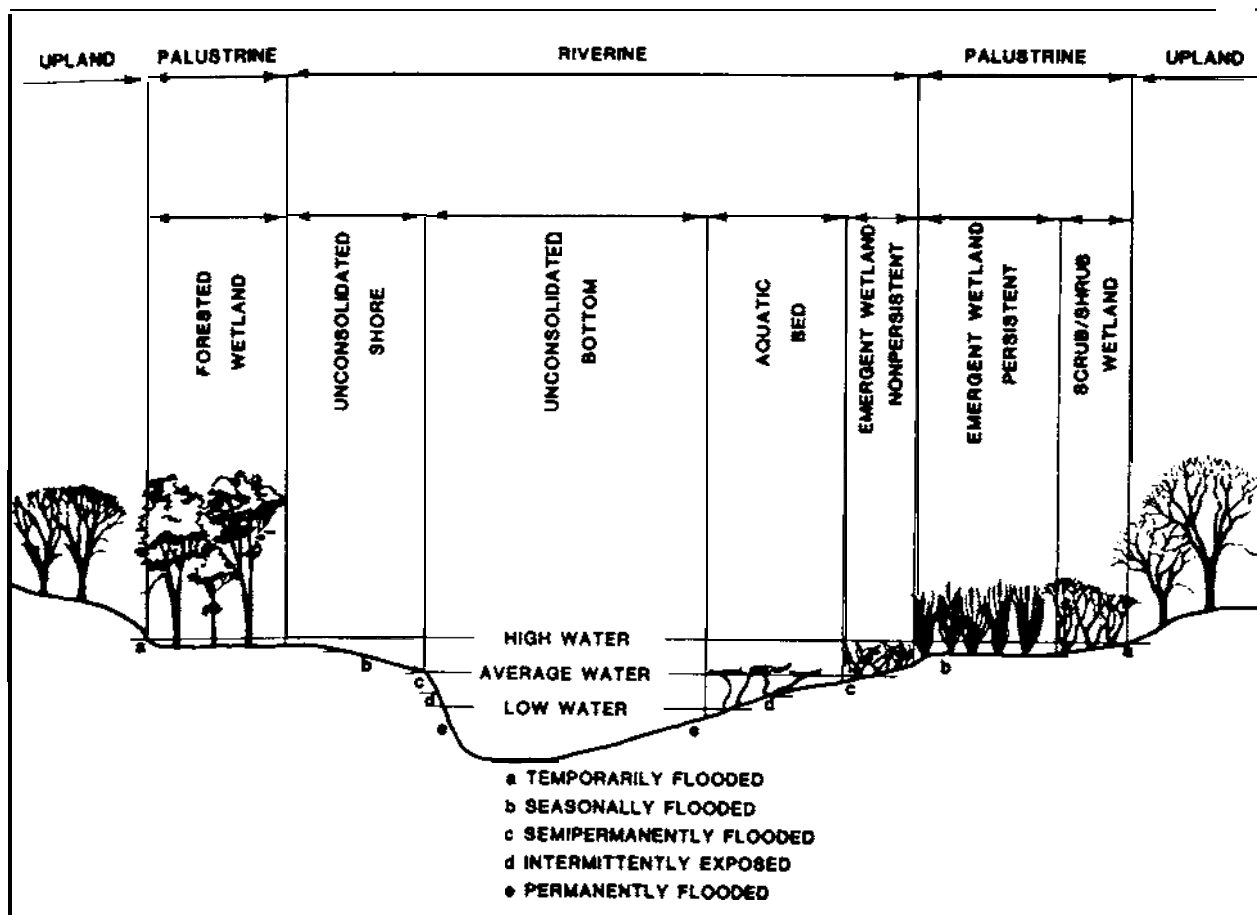 UPLAND PALUSTRINE RIVERINE PALUSTRINE UPLAND
FORESTED
WETLAND
UNCONSOLIDATED
SHORE
UNCONSOLIDATED
BOTTOM
AQUATIC
BED
EMERGENT WETLAND
NONPERSISTENT
EMERGENT WETLAND
PERSISTENT
SCRUB/SHRUB
WETLAND
HIGH WATER
a a
b b
AVERAGE WATER
c c
d d
LOW WATER
e e
a TEMPORARILY FLOODED
b SEASONALLY FLOODED
c SEMIPERMANENTLY FLOODED
d INTERMITTENTLY EXPOSED
e PERMANENTLY FLOODED